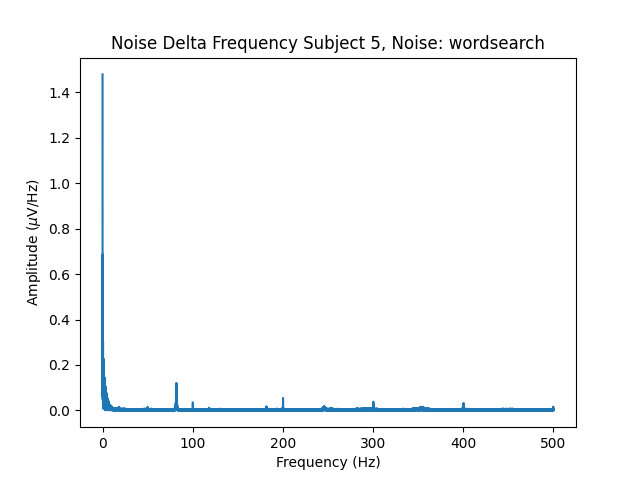 Noise Delta Frequency Subject 5, Noise: wordsearch
1.4
1.2
1.0
0.8
0.6
0.4
0.2
0.0
Amplitude (μV/Hz)
0 100 200 300 400 500
Frequency (Hz)